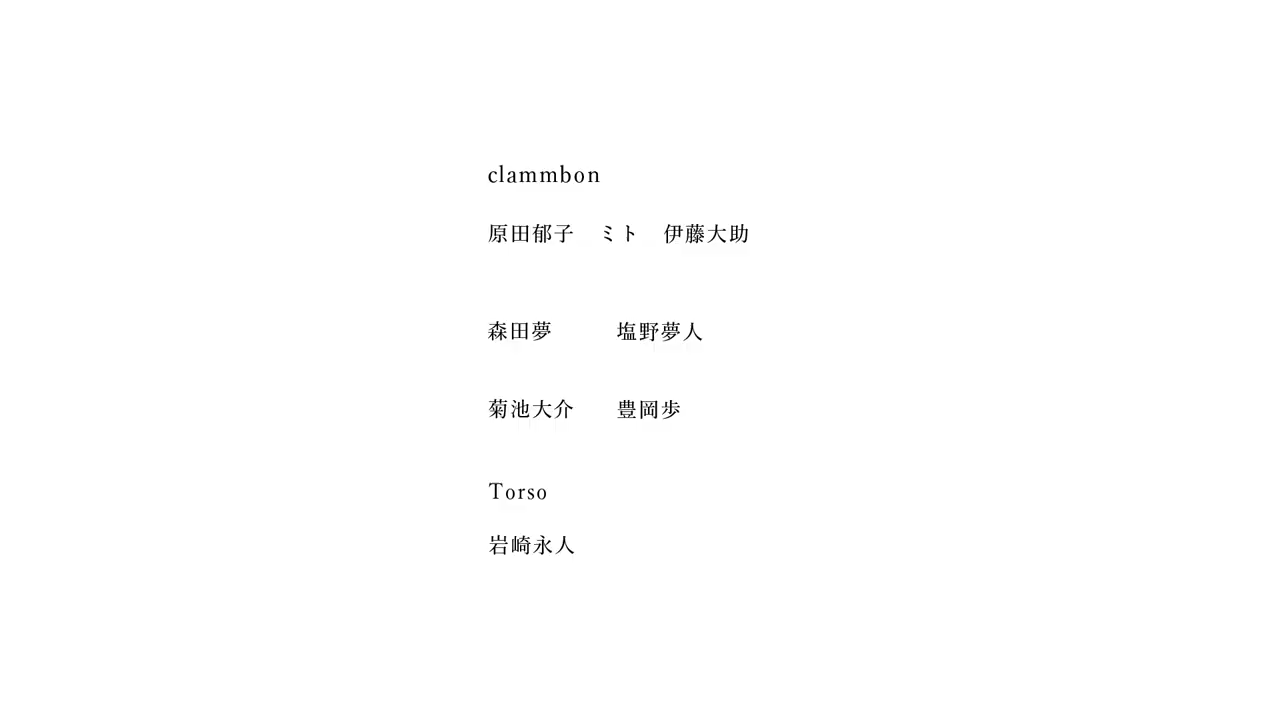 clammbon
原田郁子　ミト　伊藤大助
森田夢　　　塩野夢人
菊池大介　　豊岡歩
Torso
岩崎永人